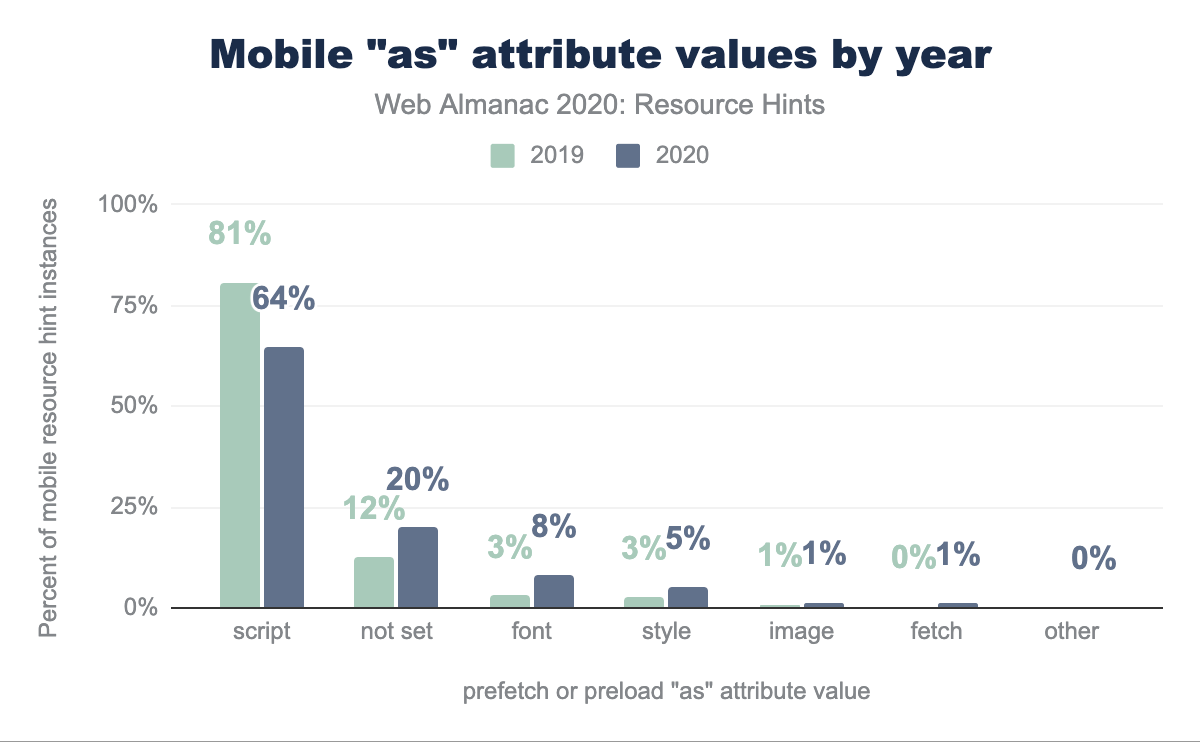 Mobile "as" attribute values by year
Web Almanac 2020: Resource Hints
2019 2020
Percent of mobile resource hint instances
100%
75%
50%
25%
0%
81% 64%
12% 20%
3% 8%
3% 5%
1% 1%
0% 1%
0%
script not set font style image fetch other
prefetch or preload "as" attribute value